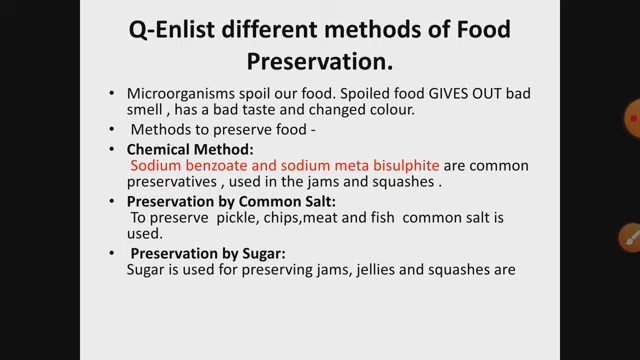 Q-Enlist different methods of Food
Preservation.
• Microorganisms spoil our food. Spoiled food GIVES OUT bad
smell , has a bad taste and changed colour.
• Methods to preserve food -
• Chemical Method:
Sodium benzoate and sodium meta bisulphite are common
preservatives , used in the jams and squashes .
• Preservation by Common Salt:
To preserve pickle, chips,meat and fish common salt is
used.
• Preservation by Sugar:
Sugar is used for preserving jams, jellies and squashes are